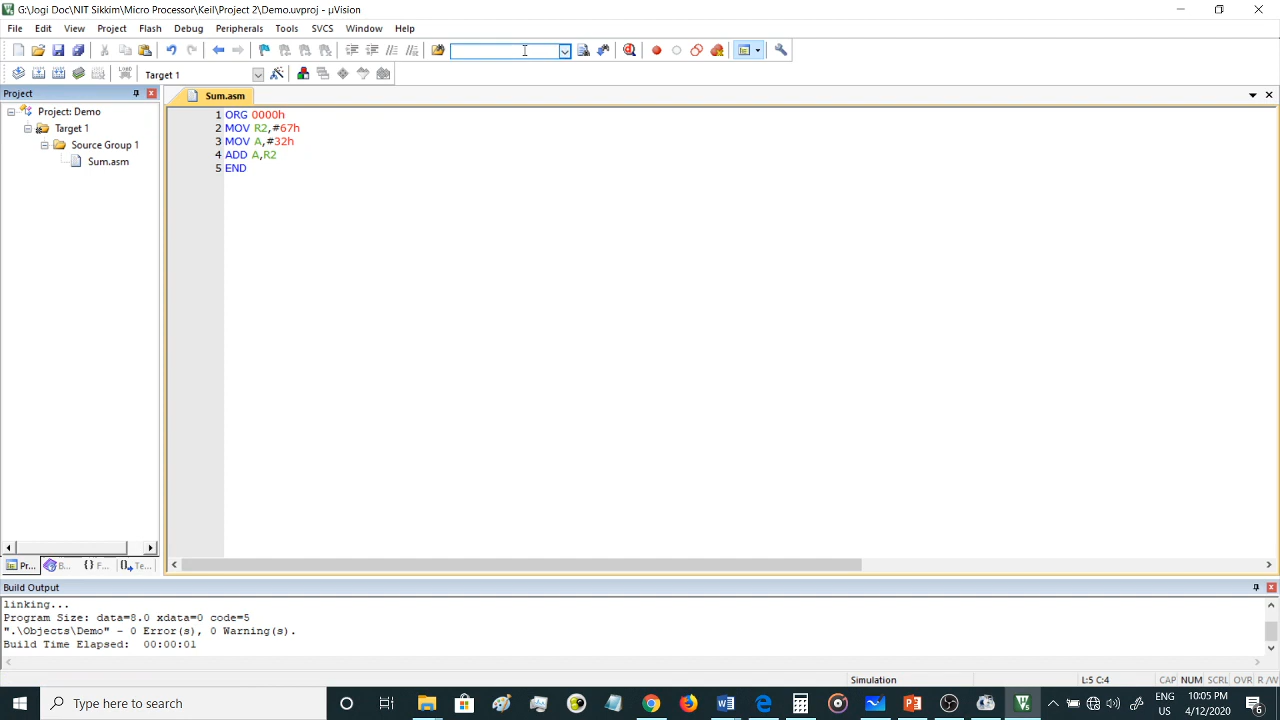 G:\Jogi Doc\NIT Sikkim\Micro Processor\Keil\Project 2\Demo.uvproj - µVision
File Edit View Project Flash Debug Peripherals Tools SVCS Window Help
LOAD Target 1
Project
Sum.asm
Project: Demo
Target 1
Source Group 1
Sum.asm
1 ORG 0000h
2 MOV R2,#67h
3 MOV A,#32h
4 ADD A,R2
5 END
Pr... B... {} F... Te...
Build Output
linking...
Program Size: data=8.0 xdata=0 code=5
".\Objects\Demo" - 0 Error(s), 0 Warning(s).
Build Time Elapsed:  00:00:01
Simulation L:5 C:4 CAP NUM SCRL OVR R/W
Type here to search
ENG
US
10:05 PM
4/12/2020
6